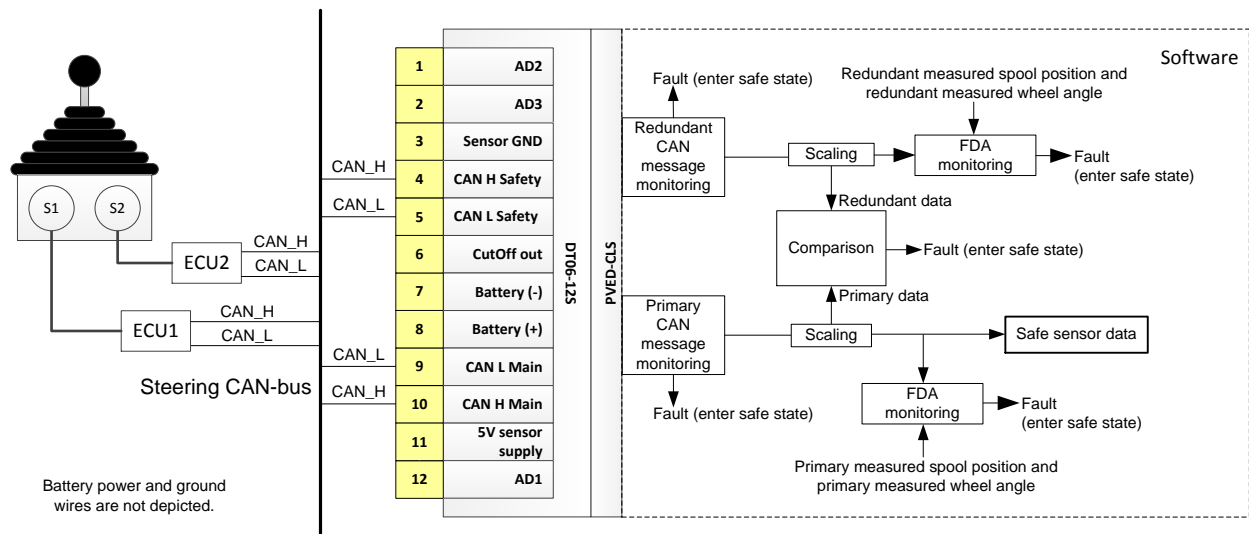 S1
S2
ECU2
ECU1
CAN_H
CAN_L
CAN_H
CAN_L
Steering CAN-bus
Battery power and ground
wires are not depicted.
CAN_H
CAN_L
CAN_L
CAN_H
1 AD2
2 AD3
3 Sensor GND
4 CAN H Safety
5 CAN L Safety
6 CutOff out
7 Battery (-)
8 Battery (+)
9 CAN L Main
10 CAN H Main
11 5V sensor
supply
12 AD1
DT06-12S
PVED-CLS
Software
Fault (enter safe state)
Redundant
CAN
message
monitoring
Redundant measured spool position and
redundant measured wheel angle
Scaling
FDA
monitoring
Fault
(enter safe state)
Redundant data
Comparison
Fault (enter safe state)
Primary data
Primary
CAN
message
monitoring
Scaling
Safe sensor data
Fault (enter safe state)
FDA
monitoring
Fault
(enter safe state)
Primary measured spool position and
primary measured wheel angle